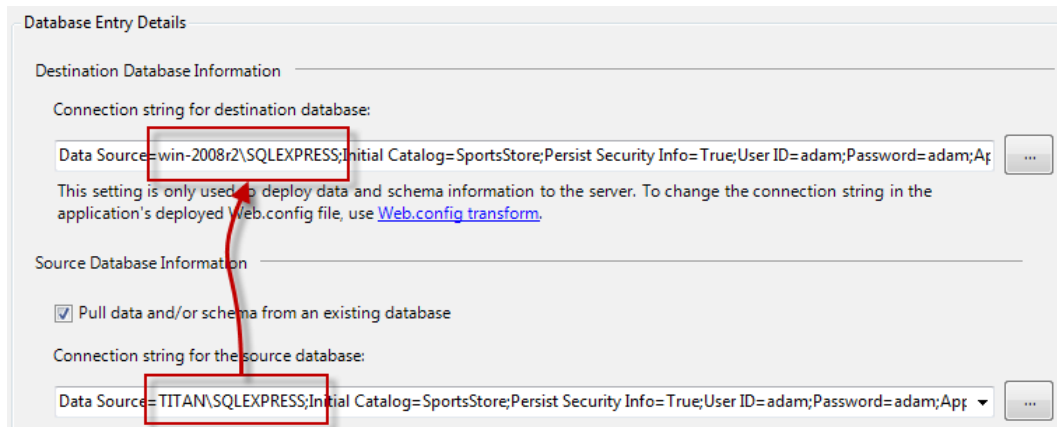 Database Entry Details
Destination Database Information
Connection string for destination database:
Data Source=win-2008r2\SQLEXPRESS;Initial Catalog=SportsStore;Persist Security Info=True;User ID=adam;Password=adam;Ap
...
This setting is only used to deploy data and schema information to the server. To change the connection string in the
application's deployed Web.config file, use Web.config transform.
Source Database Information
Pull data and/or schema from an existing database
Connection string for the source database:
Data Source=TITAN\SQLEXPRESS;Initial Catalog=SportsStore;Persist Security Info=True;User ID=adam;Password=adam;App
...